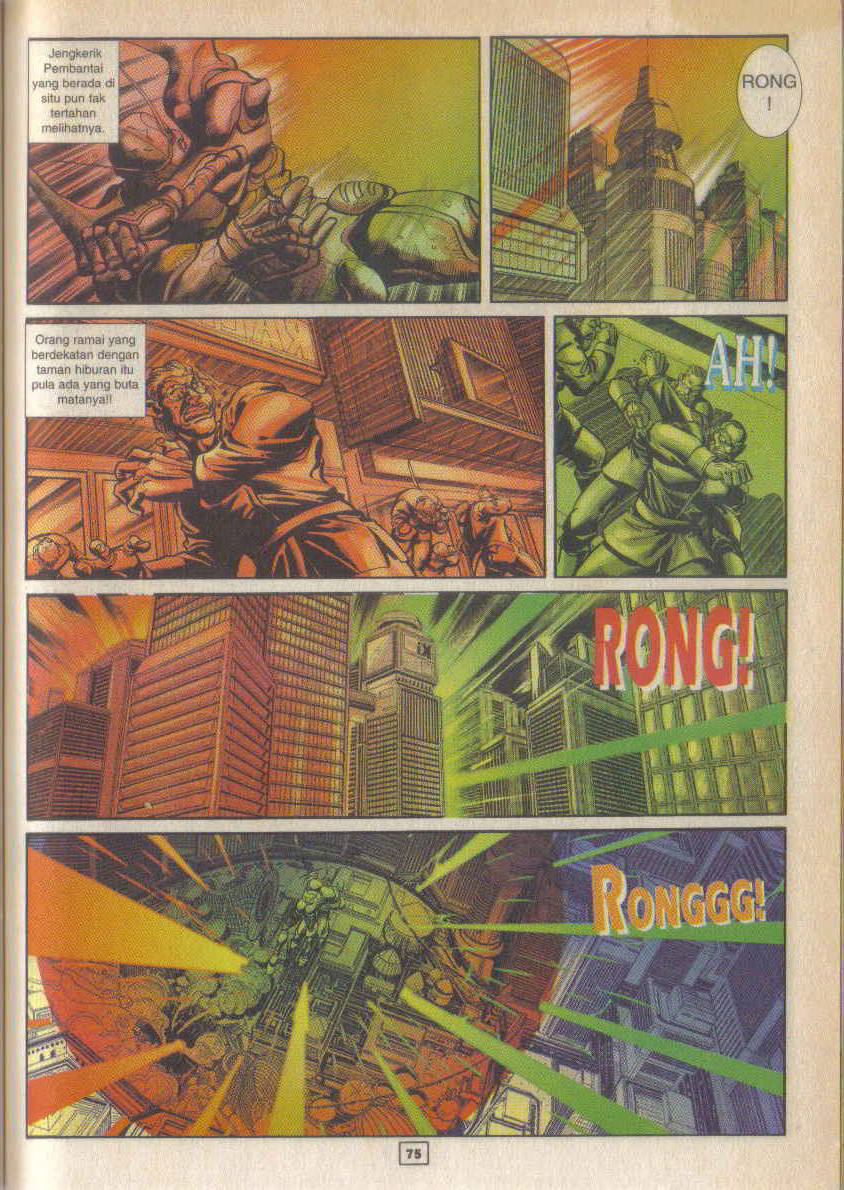 Jengkerik
Pembantai
yang berada di
situ pun tak
tertahan
melihatnya.
RONG
!
Orang ramai yang
berdekatan dengan
taman hiburan itu
pula ada yang buta
matanya!!
AH!
RONG!
RONGGG!
75